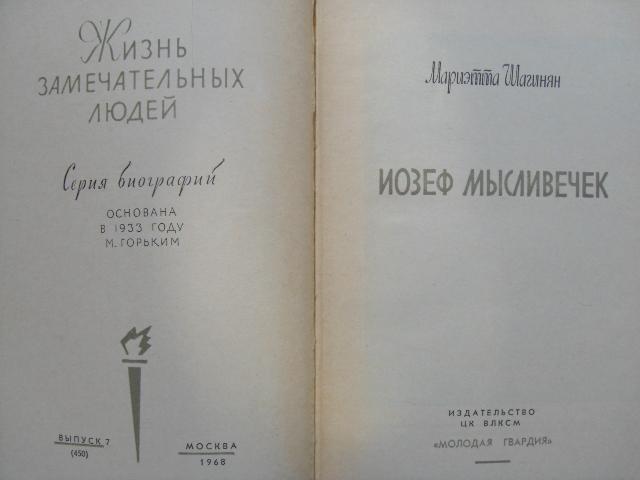 Жизнь
ЗАМЕЧАТЕЛЬНЫХ
ЛЮДЕЙ
Серия биографий
ОСНОВАНА
В 1933 ГОДУ
М. ГОРЬКИМ
ВЫПУСК 7
(450)
МОСКВА
1968
Мариэтта Шагинян
ИОЗЕФ МЫСЛИВЕЧЕК
ИЗДАТЕЛЬСТВО
ЦК ВЛКСМ
«МОЛОДАЯ ГВАРДИЯ»